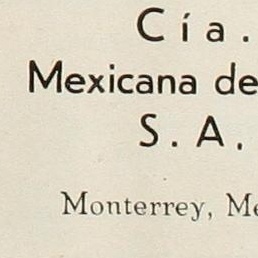 Cía.
Mexicana de
S. A.
Monterrey,